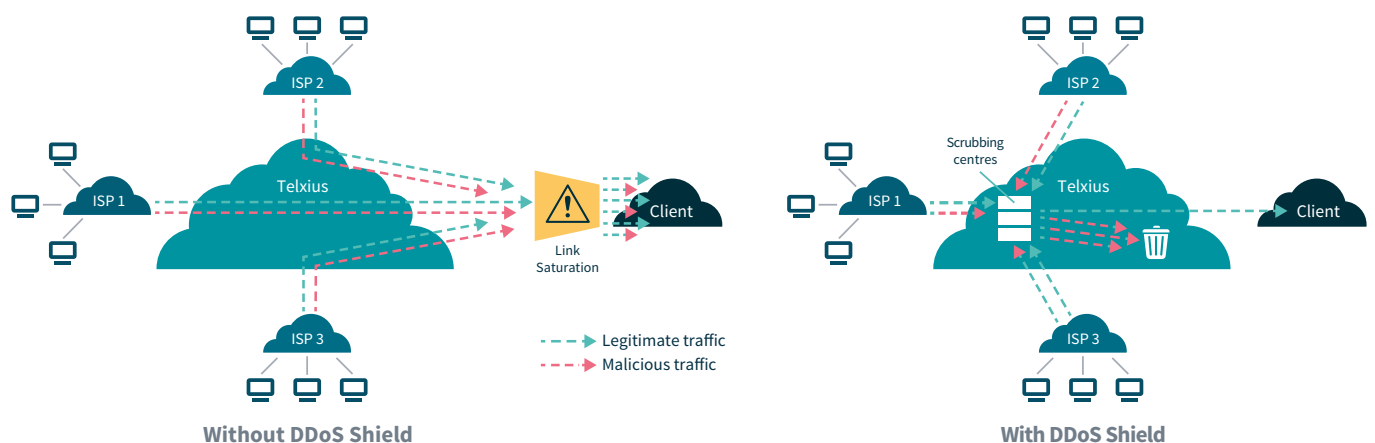 ISP 2
Telxius
ISP 1
Client
Link
Saturation
ISP 3
Legitimate traffic
Malicious traffic
Without DDoS Shield
ISP 2
Scrubbing
centres
Telxius
ISP 1
Client
ISP 3
With DDoS Shield